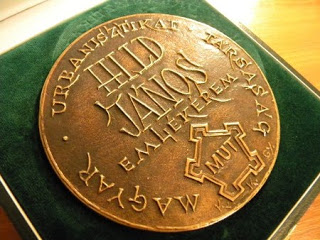 MAGYAR URBANISZTIKAI TÁRSASÁG
HILD
JÁNOS
EMLÉKÉREM
MUT